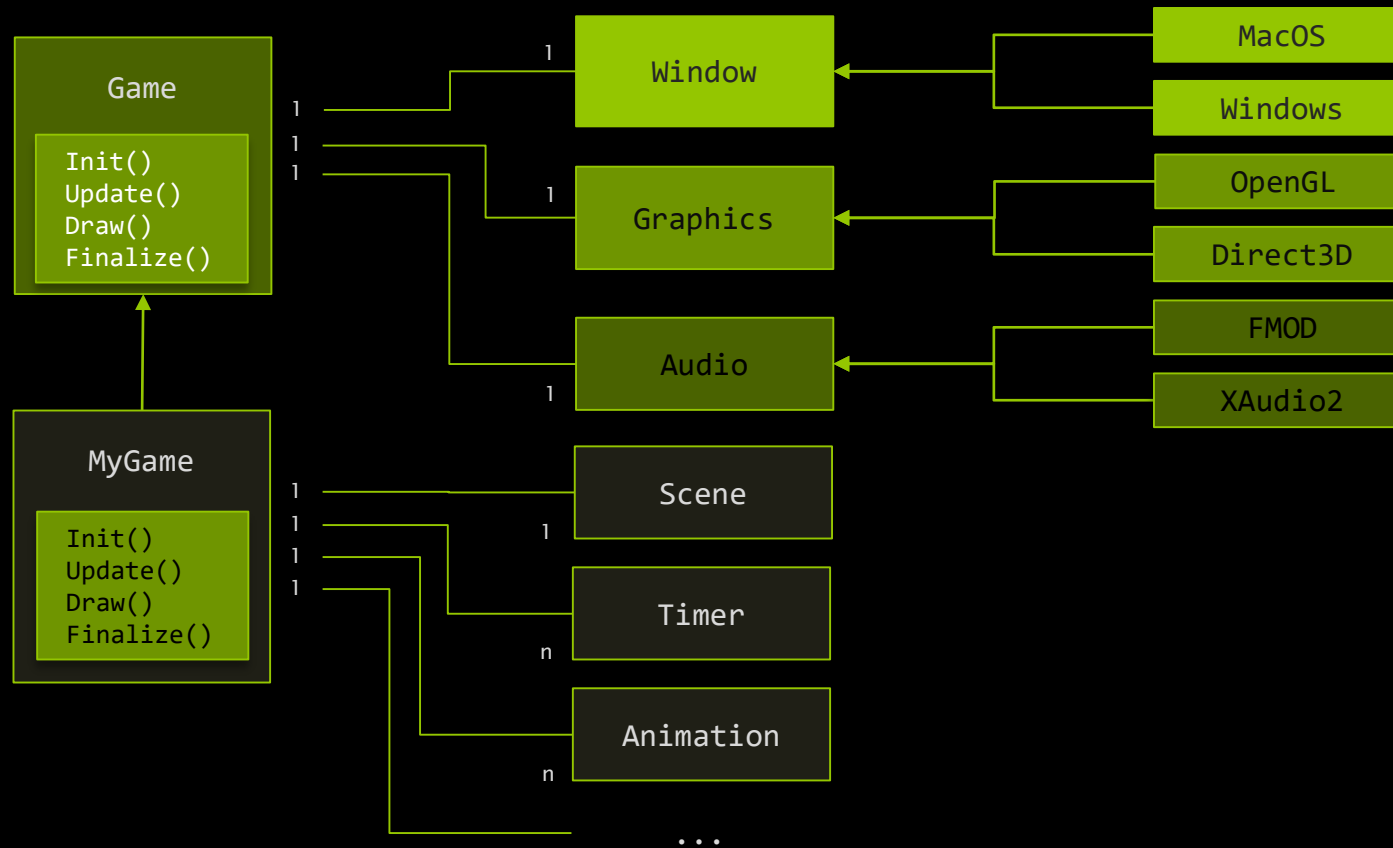 Game
Init()
Update()
Draw()
Finalize()
1
1
1
1
Window
1
Graphics
Audio
1
MacOS
Windows
OpenGL
Direct3D
FMOD
XAudio2
MyGame
Init()
Update()
Draw()
Finalize()
1
1
1
1
Scene
1
Timer
n
Animation
n
...